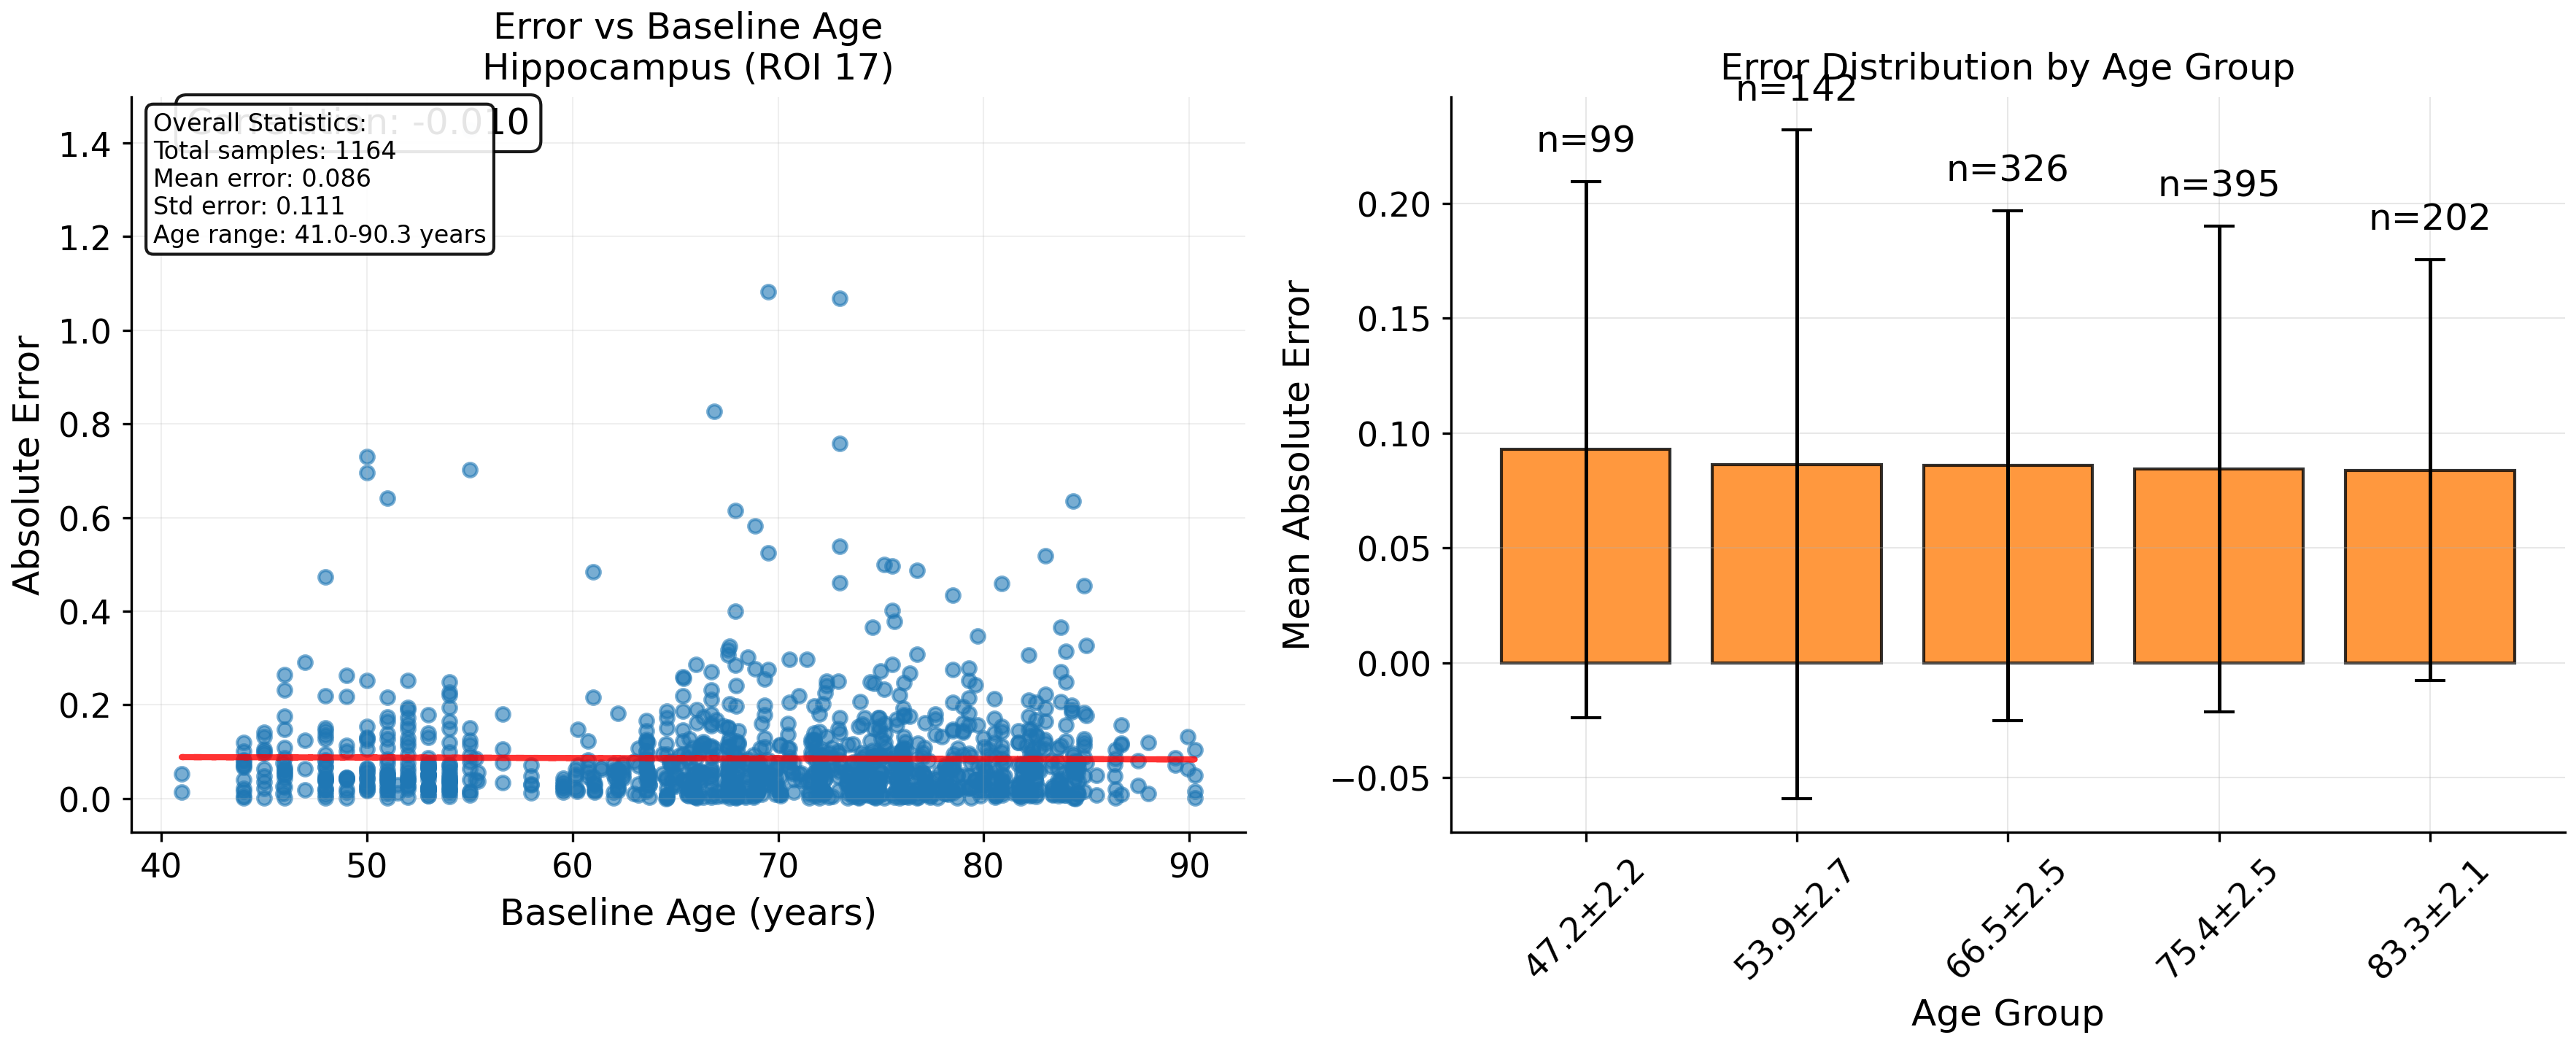 Error vs Baseline Age
Hippocampus (ROI 17)
Correlation: -0.010
Overall Statistics:
Total samples: 1164
Mean error: 0.086
Std error: 0.111
Age range: 41.0-90.3 years
Absolute Error
1.4
1.2
1.0
0.8
0.6
0.4
0.2
0.0
40 50 60 70 80 90
Baseline Age (years)
Error Distribution by Age Group
n=99
n=142
n=326
n=395
n=202
Mean Absolute Error
0.20
0.15
0.10
0.05
0.00
−0.05
47.2±2.2
53.9±2.7
66.5±2.5
75.4±2.5
83.3±2.1
Age Group